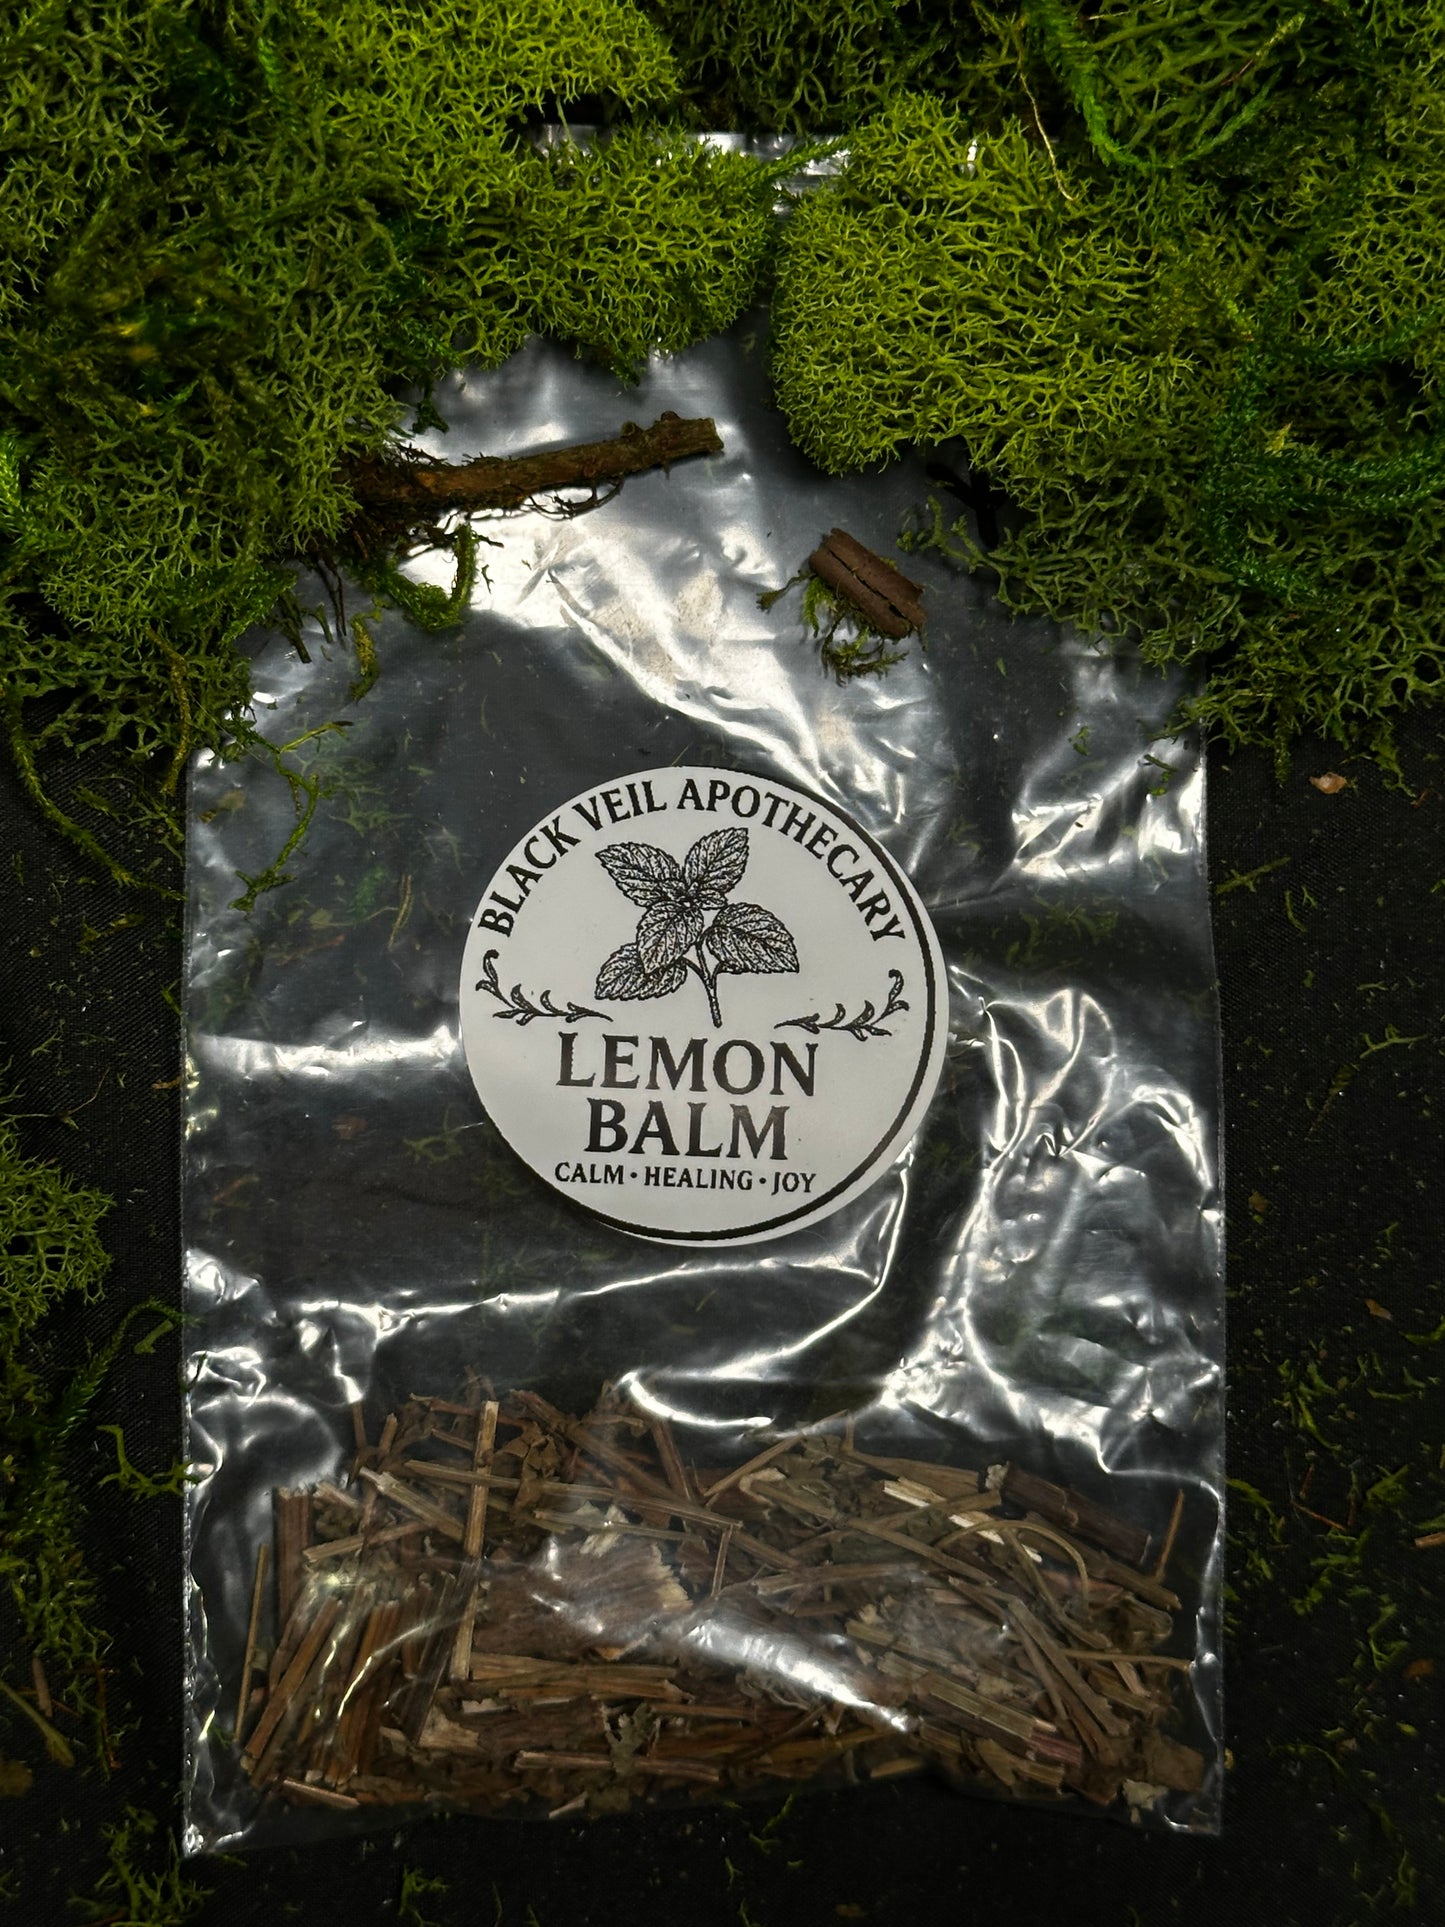 BLACK VEIL APOTHECARY
LEMON
BALM
CALM • HEALING • JOY